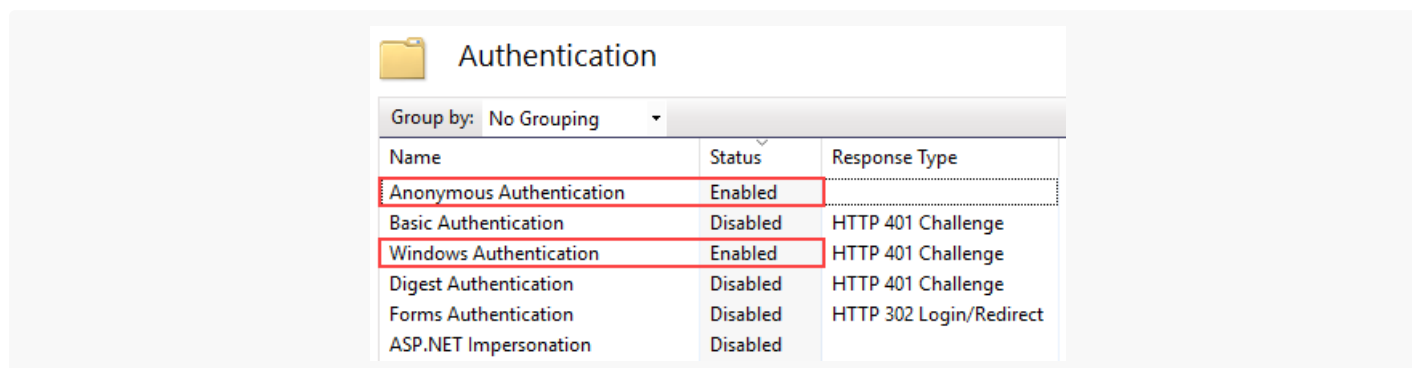 Authentication
Group by: No Grouping
Name Status Response Type
Anonymous Authentication Enabled
Basic Authentication Disabled HTTP 401 Challenge
Windows Authentication Enabled HTTP 401 Challenge
Digest Authentication Disabled HTTP 401 Challenge
Forms Authentication Disabled HTTP 302 Login/Redirect
ASP.NET Impersonation Disabled